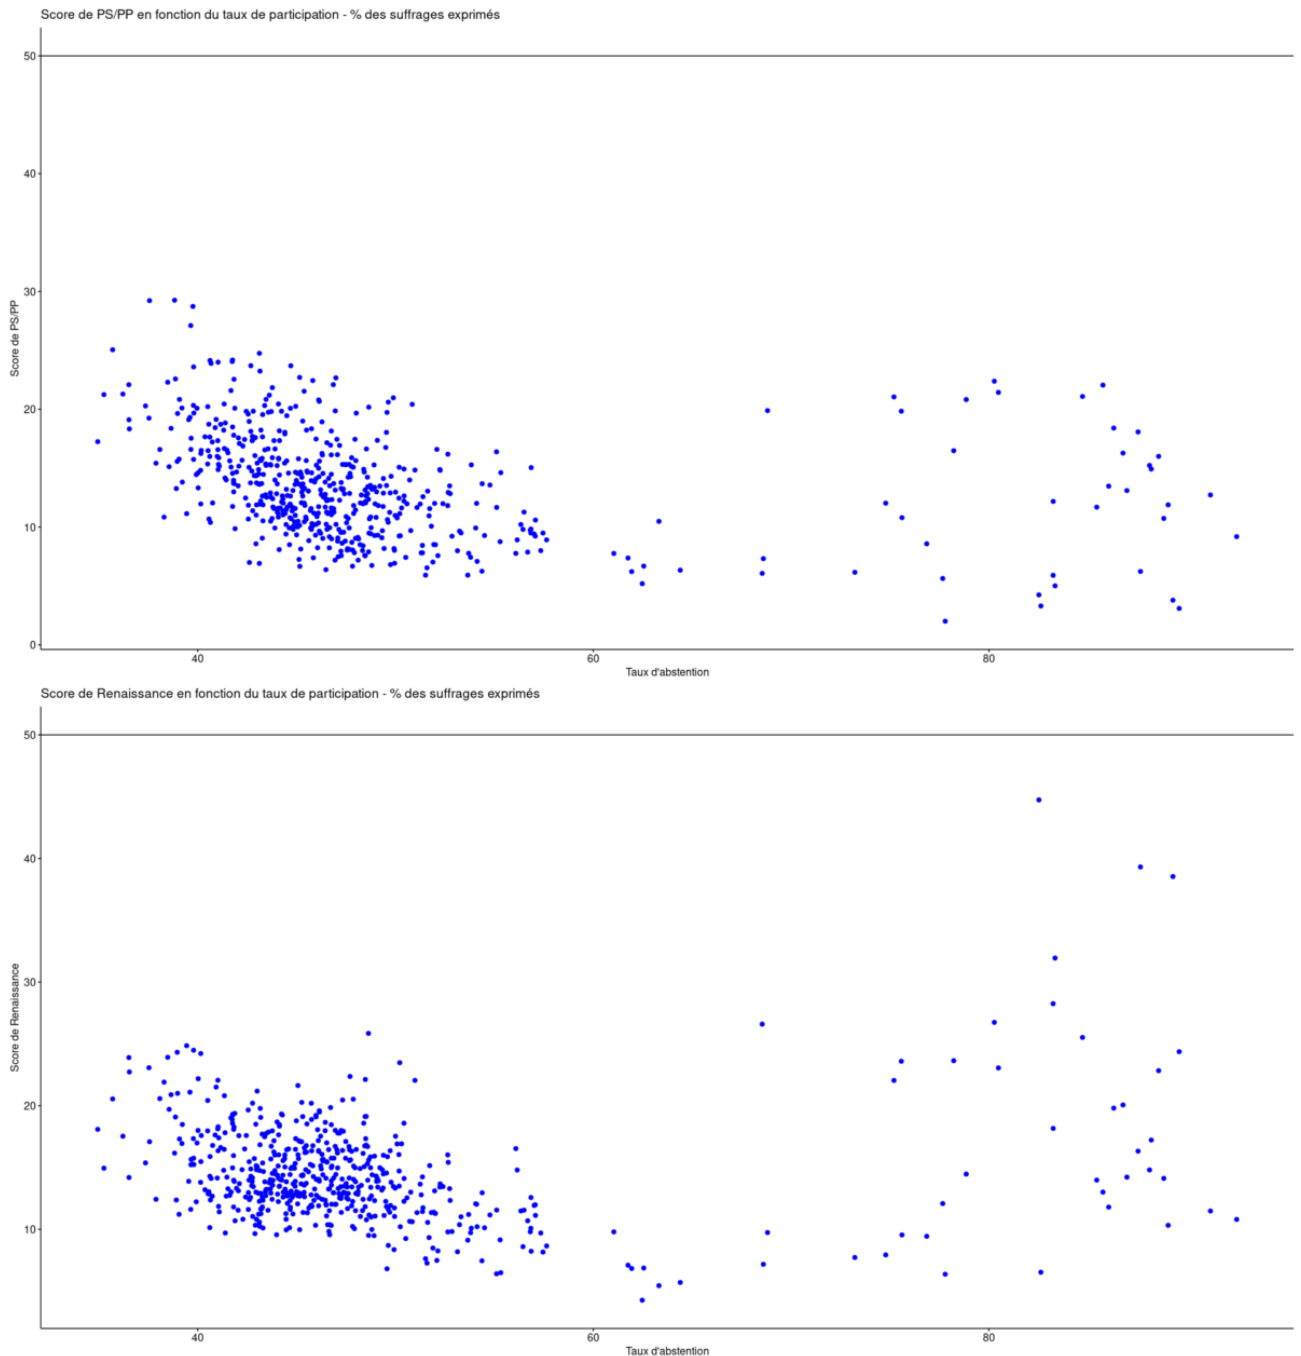 Score de PS/PP en fonction du taux de participation - % des suffrages exprimés
50
40
30
20
10
0
Score de PS/PP
40 60 80
Taux d'abstention
Score de Renaissance en fonction du taux de participation - % des suffrages exprimés
50
40
30
20
10
Score de Renaissance
40 60 80
Taux d'abstention